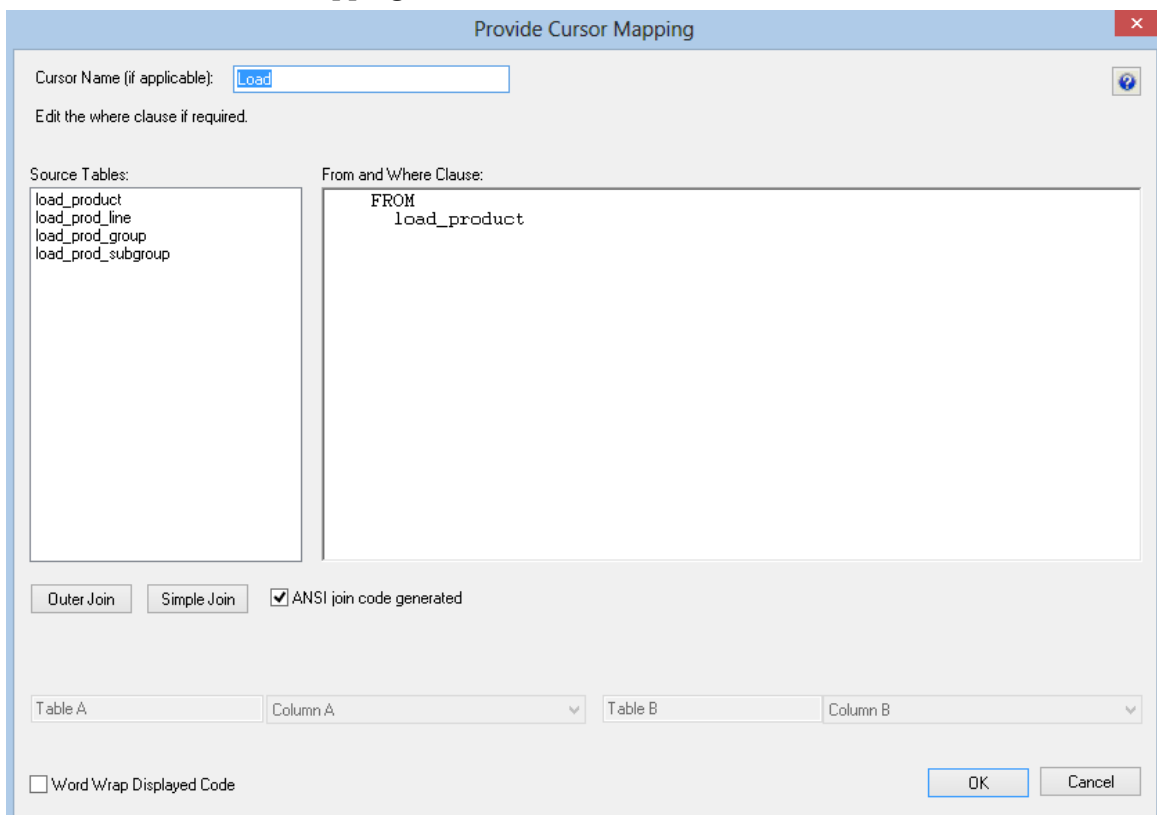 Provide Cursor Mapping
Cursor Name (if applicable): Load
Edit the where clause if required.
Source Tables:
load_product
load_prod_line
load_prod_group
load_prod_subgroup
From and Where Clause:
FROM
load_product
Outer Join Simple Join ANSI join code generated
Table A Column A Table B Column B
Word Wrap Displayed Code OK Cancel